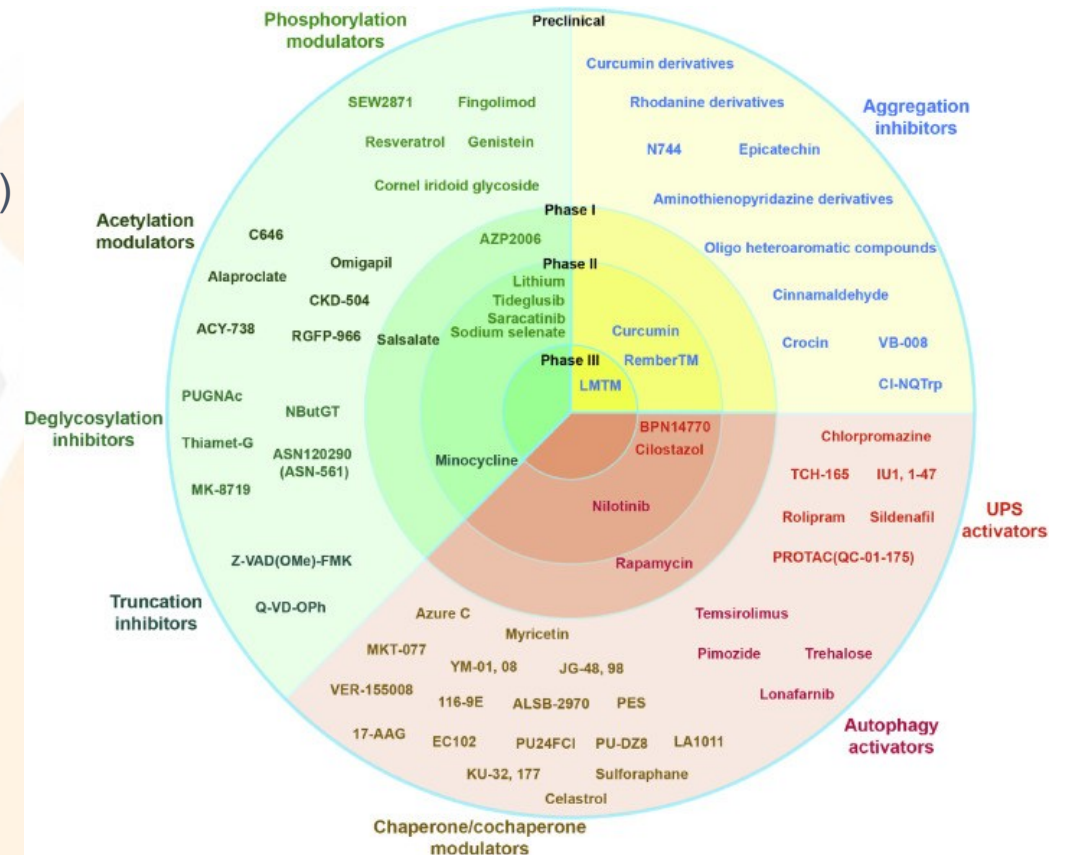 Phosphorylation
modulators
Preclinical
Curcumin derivatives
SEW2871
Fingolimod
Rhodanine derivatives
Aggregation
inhibitors
Resveratrol
Genistein
N744
Epicatechin
)
Cornel iridoid glycoside
Aminothienopyridazine derivatives
Phase I
Acetylation
modulators
C646
AZP2006
Oligo heteroaromatic compounds
Omigapil
Phase II
Alaproclate
Lithium
CKD-504
Tideglusib
Cinnamaldehyde
Saracatinib
ACY-738
RGFP-966
Salsalate
Sodium selenate
Curcumin
Crocin
VB-008
Phase III
RemberTM
LMTM
CI-NQTrp
PUGNAc
NButGT
Deglycosylation
inhibitors
BPN14770
Chlorpromazine
Thiamet-G
ASN120290
(ASN-561)
Minocycline
Cilostazol
TCH-165
IU1, 1-47
MK-8719
Nilotinib
Rolipram
Sildenafil
UPS
activators
Z-VAD(OMe)-FMK
Rapamycin
PROTAC(QC-01-175)
Truncation
inhibitors
Q-VD-OPh
Azure C
Temsirolimus
Myricetin
MKT-077
YM-01, 08
JG-48, 98
Pimozide
Trehalose
VER-155008
116-9E
ALSB-2970
PES
Lonafarnib
17-AAG
EC102
PU24FCI
PU-DZ8
LA1011
Autophagy
activators
KU-32, 177
Sulforaphane
Celastrol
Chaperone/cochaperone
modulators